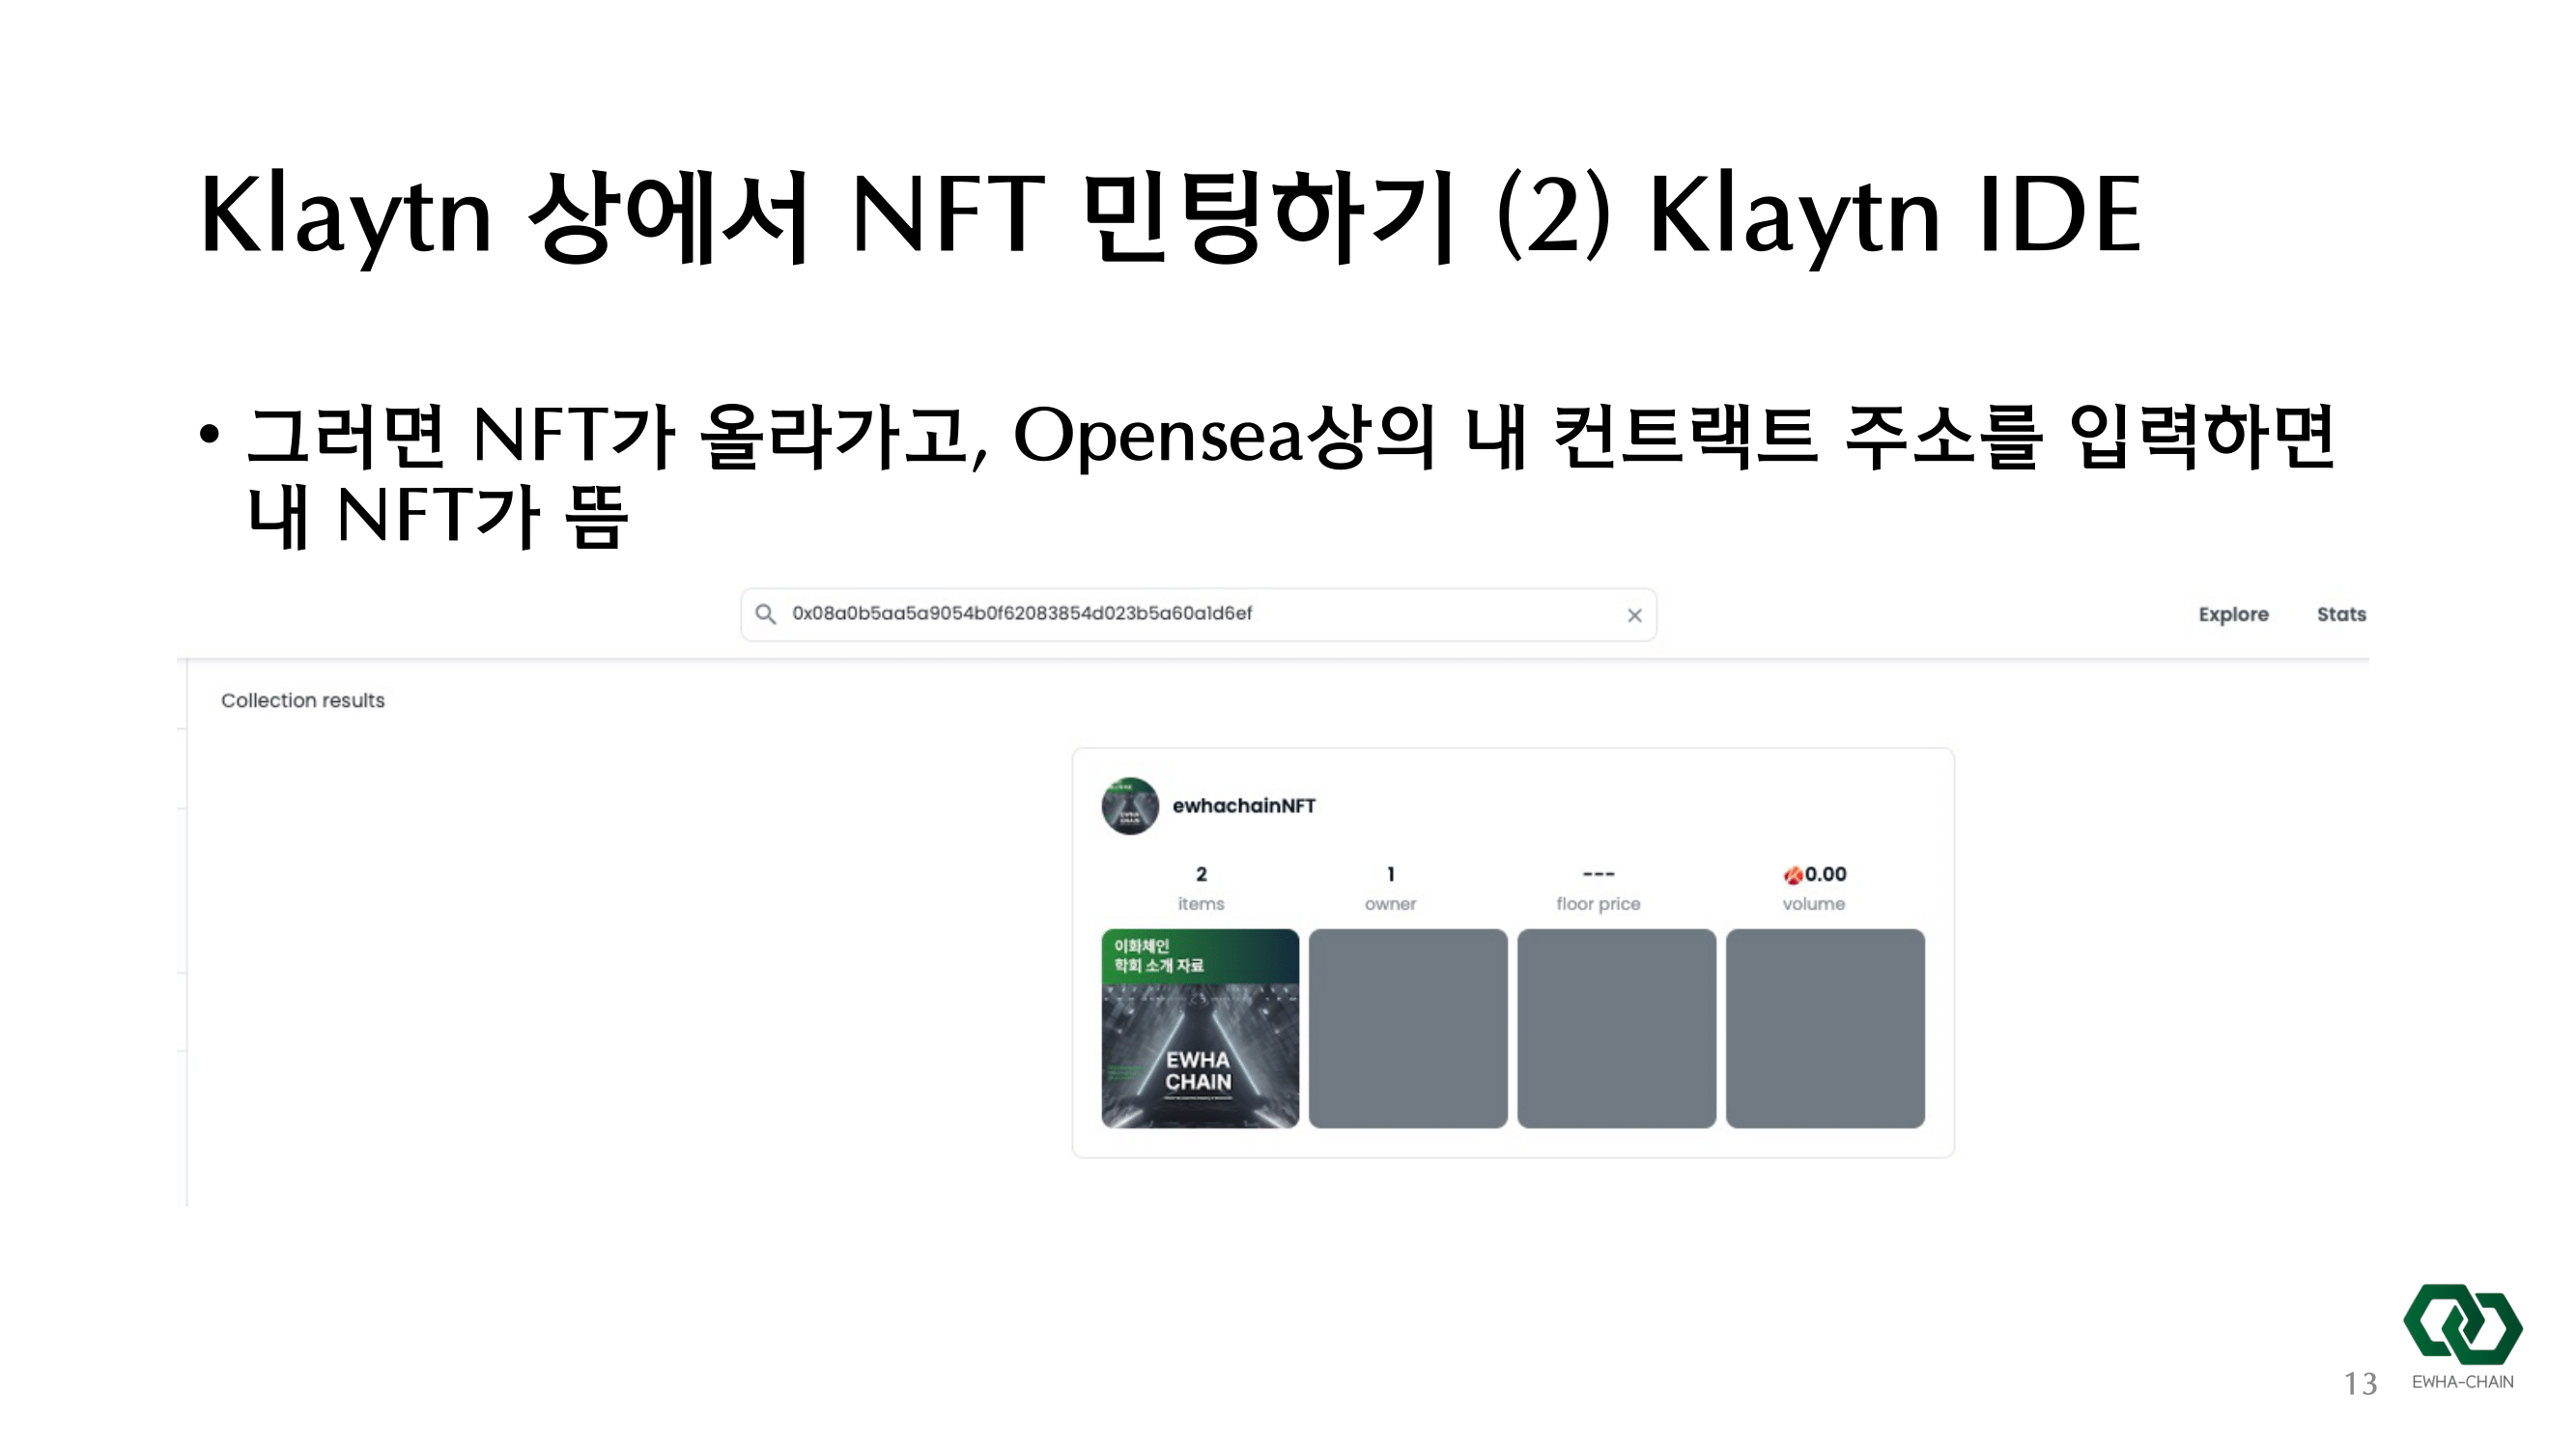 Klaytn 상에서 NFT 민팅하기 (2) Klaytn IDE
• 그러면 NFT가 올라가고, Opensea상의 내 컨트랙트 주소를 입력하면
내 NFT가 뜸
0x08a0b5aa5a9054b0f62083854d023b5a60a1d6ef
Explore Stats
Collection results
ewhachainNFT
2 1 --- 0.00
items owner floor price volume
이화체인
학회 소개 자료
EWHA
CHAIN
13
EWHA-CHAIN